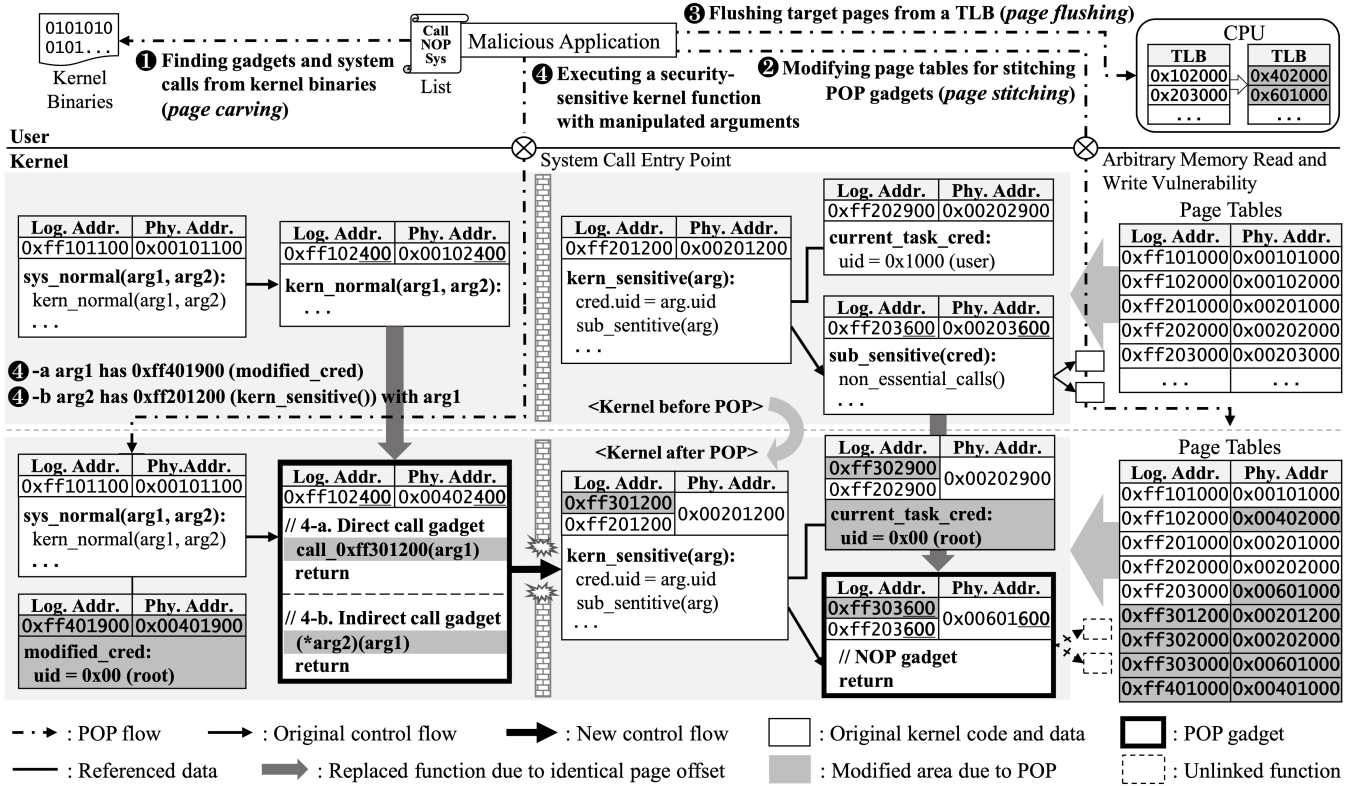 0101010
0101...
Kernel
Binaries
Call
NOP
Sys
List
Malicious Application
❶ Finding gadgets and system
calls from kernel binaries
(page carving)
❹ Executing a security-
sensitive kernel function
with manipulated arguments
❸ Flushing target pages from a TLB (page flushing)
❷ Modifying page tables for stitching
POP gadgets (page stitching)
CPU
TLB TLB
0x102000 0x402000
0x203000 0x601000
... ...
User
Kernel
System Call Entry Point
Arbitrary Memory Read and
Write Vulnerability
Log. Addr. Phy. Addr.
0xff101100 0x00101100
sys_normal(arg1, arg2):
kern_normal(arg1, arg2)
...
Log. Addr. Phy. Addr.
0xff102400 0x00102400
kern_normal(arg1, arg2):
...
Log. Addr. Phy. Addr.
0xff201200 0x00201200
kern_sensitive(arg):
cred.uid = arg.uid
sub_sentitive(arg)
...
Log. Addr. Phy. Addr.
0xff202900 0x00202900
current_task_cred:
uid = 0x1000 (user)
Log. Addr. Phy. Addr.
0xff203600 0x00203600
sub_sensitive(cred):
non_essential_calls()
...
Page Tables
Log. Addr. Phy. Addr.
0xff101000 0x00101000
0xff102000 0x00102000
0xff201000 0x00201000
0xff202000 0x00202000
0xff203000 0x00203000
... ...
❹-a arg1 has 0xff401900 (modified_cred)
❹-b arg2 has 0xff201200 (kern_sensitive()) with arg1
<Kernel before POP>
<Kernel after POP>
Log. Addr. Phy.Addr.
0xff101100 0x00101100
sys_normal(arg1, arg2):
kern_normal(arg1, arg2)
...
Log. Addr. Phy. Addr.
0xff401900 0x00401900
modified_cred:
uid = 0x00 (root)
Log. Addr. Phy. Addr.
0xff102400 0x00402400
// 4-a. Direct call gadget
call_0xff301200(arg1)
return
// 4-b. Indirect call gadget
(*arg2)(arg1)
return
Log. Addr. Phy. Addr.
0xff301200
0xff201200
0x00201200
kern_sensitive(arg):
cred.uid = arg.uid
sub_sentitive(arg)
...
Log. Addr. Phy. Addr.
0xff302900
0xff202900
0x00202900
current_task_cred:
uid = 0x00 (root)
Log. Addr. Phy. Addr.
0xff303600
0xff203600
0x00601600
// NOP gadget
return
Page Tables
Log. Addr. Phy. Addr
0xff101000 0x00101000
0xff102000 0x00402000
0xff201000 0x00201000
0xff202000 0x00202000
0xff203000 0x00601000
0xff301200 0x00201200
0xff302000 0x00202000
0xff303000 0x00601000
0xff401000 0x00401000
: POP flow
: Original control flow
: New control flow
: Original kernel code and data
: POP gadget
: Referenced data
: Replaced function due to identical page offset
: Modified area due to POP
: Unlinked function